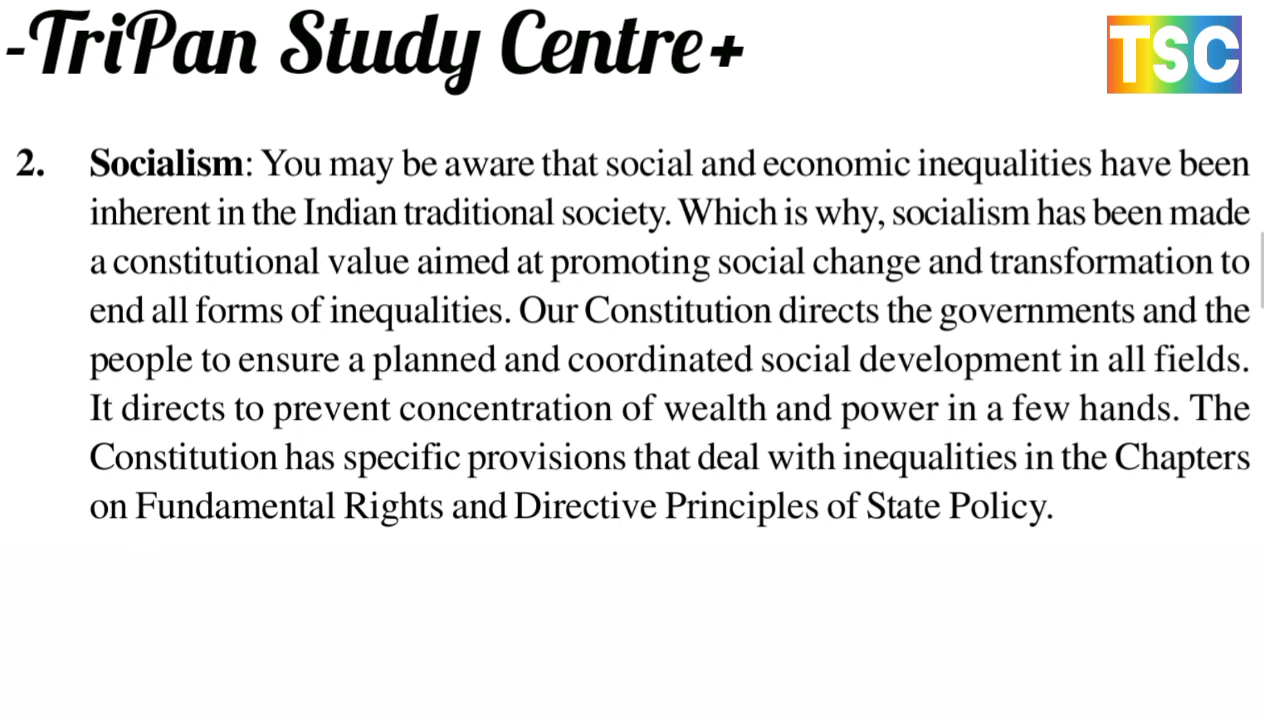 -TriPan Study Centre+
TSC
2. Socialism: You may be aware that social and economic inequalities have been
inherent in the Indian traditional society. Which is why, socialism has been made
a constitutional value aimed at promoting social change and transformation to
end all forms of inequalities. Our Constitution directs the governments and the
people to ensure a planned and coordinated social development in all fields.
It directs to prevent concentration of wealth and power in a few hands. The
Constitution has specific provisions that deal with inequalities in the Chapters
on Fundamental Rights and Directive Principles of State Policy.